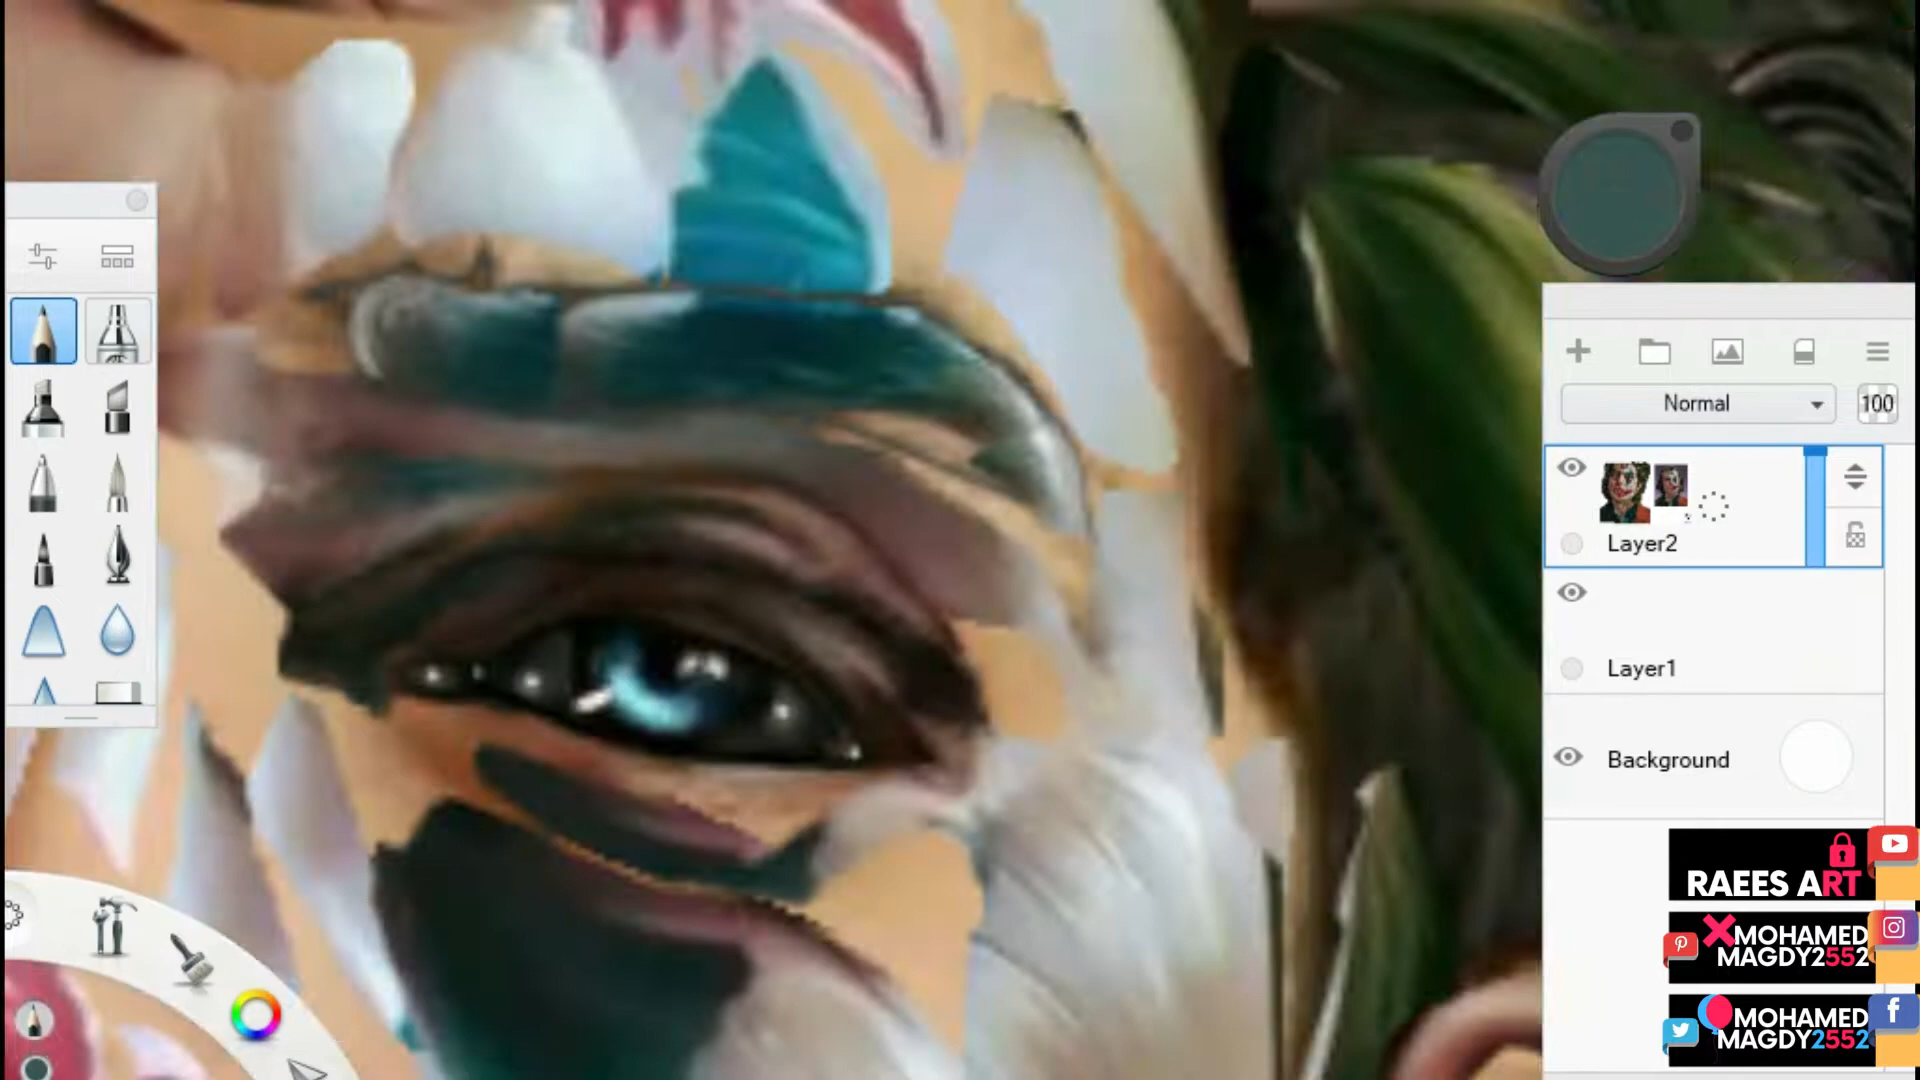 Normal
100
Layer2
Layer1
Background
RAEES ART
MOHAMED
MAGDY2552
MOHAMED
MAGDY2552